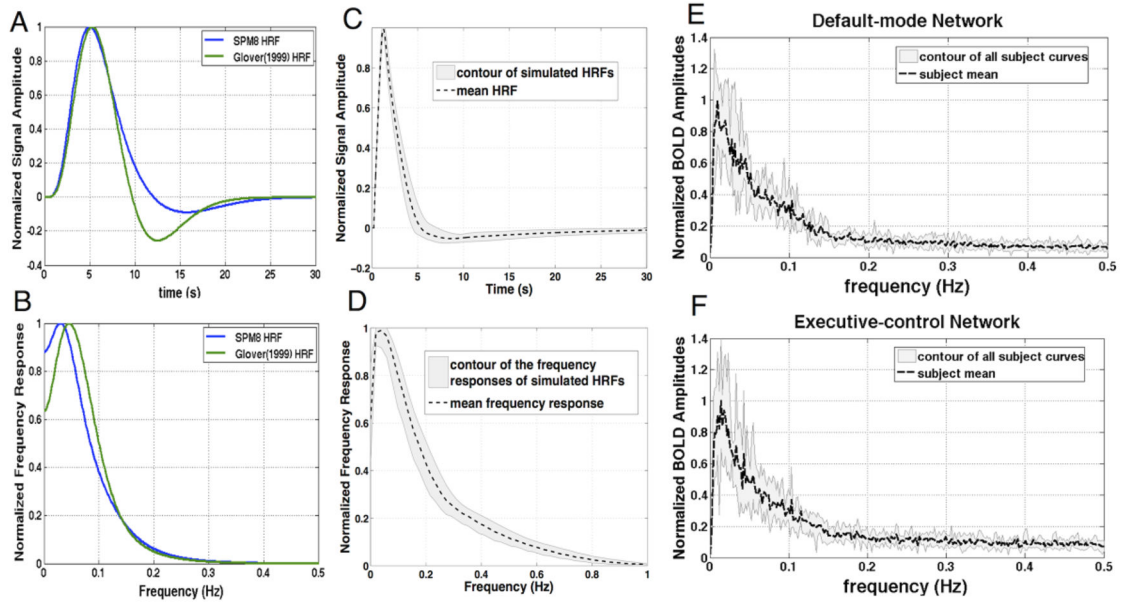 A
Normalized Signal Amplitude
1
0.8
0.6
0.4
0.2
0
-0.2
-0.4
0
5
10
15
20
25
30
time (s)
SPM8 HRF
Glover(1999) HRF
B
Normalized Frequency Response
1
0.8
0.6
0.4
0.2
0
0
0.1
0.2
0.3
0.4
0.5
Frequency (Hz)
SPM8 HRF
Glover(1999) HRF
C
Normalized Signal Amplitude
1
0.8
0.6
0.4
0.2
0
−0.2
0
5
10
15
20
25
30
Time (s)
contour of simulated HRFs
mean HRF
D
Normalized Frequency Response
1
0.8
0.6
0.4
0.2
0
0
0.2
0.4
0.6
0.8
1
Frequency (Hz)
contour of the frequency
responses of simulated HRFs
mean frequency response
E
Default-mode Network
Normalized BOLD Amplitudes
1.4
1.2
1
0.8
0.6
0.4
0.2
0
0
0.1
0.2
0.3
0.4
0.5
frequency (Hz)
contour of all subject curves
subject mean
F
Executive-control Network
Normalized BOLD Amplitudes
1.4
1.2
1
0.8
0.6
0.4
0.2
0
0
0.1
0.2
0.3
0.4
0.5
frequency (Hz)
contour of all subject curves
subject mean